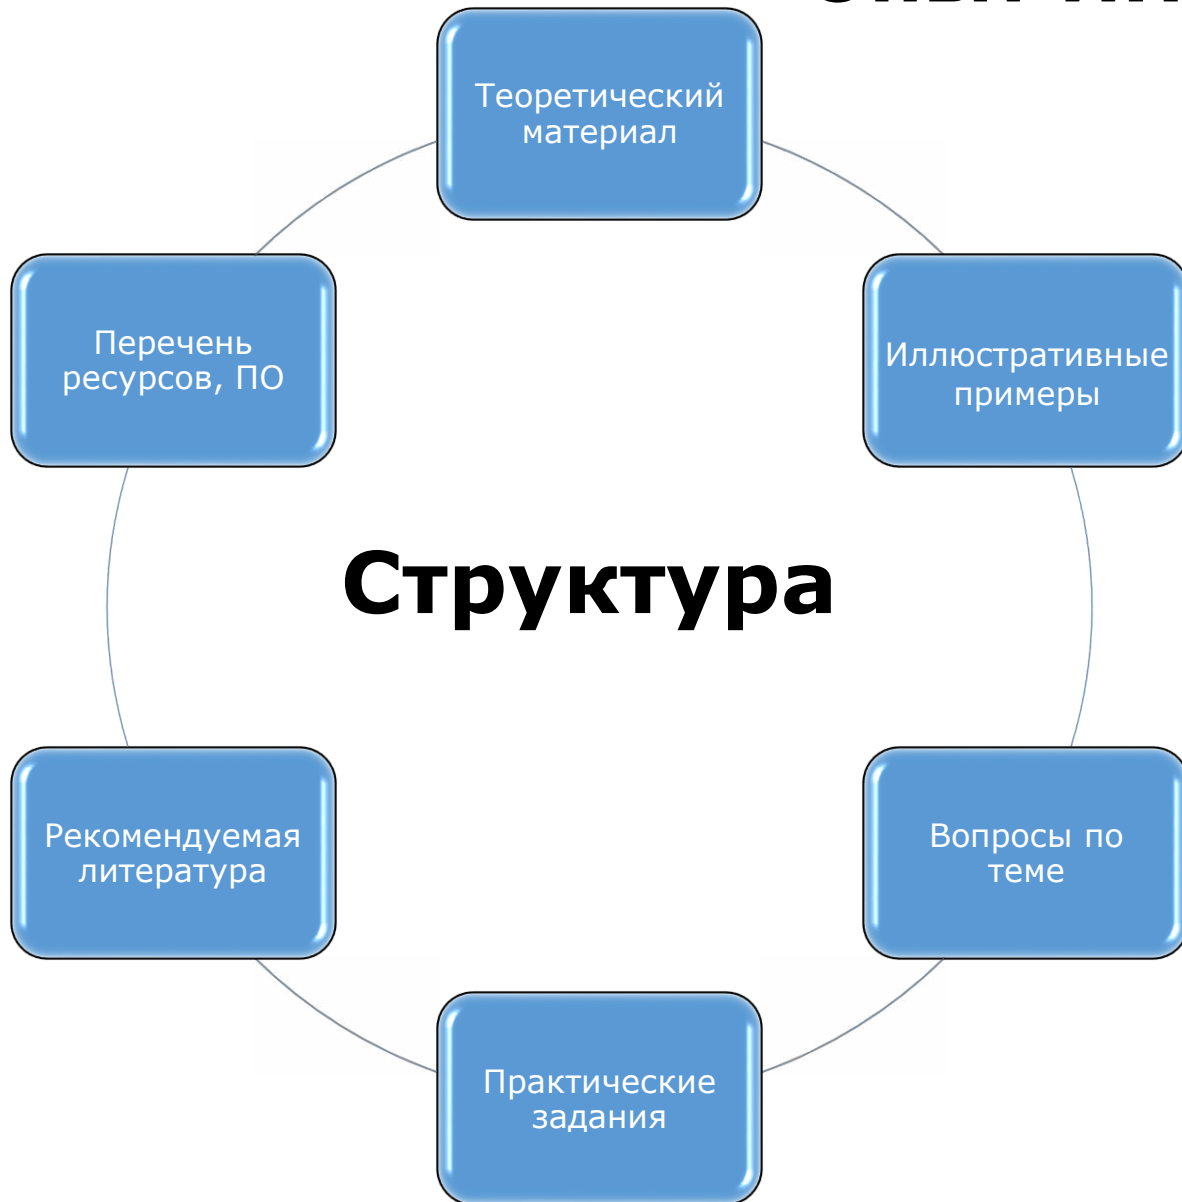 Теоретический
материал
Иллюстративные
примеры
Вопросы по
теме
Практические
задания
Рекомендуемая
литература
Перечень
ресурсов, ПО
Структура